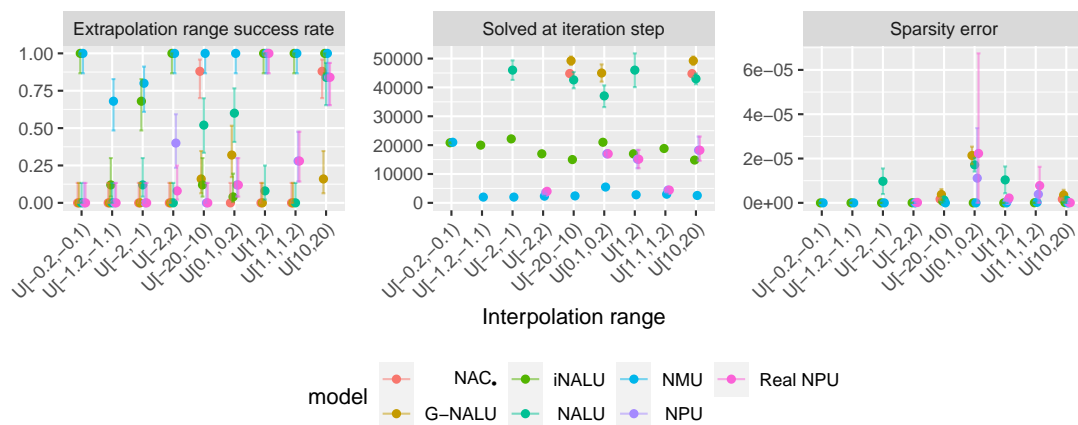 Extrapolation range success rate
Solved at iteration step
Sparsity error
1.00
0.75
0.50
0.25
0.00
50000
40000
30000
20000
10000
0
6e−05
4e−05
2e−05
0e+00
U[−0.2,−0.1)
U[−1.2,−1.1)
U[−2,−1)
U[−2,2)
U[−20,−10)
U[0.1,0.2)
U[1,2)
U[1.1,1.2)
U[10,20)
U[−0.2,−0.1)
U[−1.2,−1.1)
U[−2,−1)
U[−2,2)
U[−20,−10)
U[0.1,0.2)
U[1,2)
U[1.1,1.2)
U[10,20)
U[−0.2,−0.1)
U[−1.2,−1.1)
U[−2,−1)
U[−2,2)
U[−20,−10)
U[0.1,0.2)
U[1,2)
U[1.1,1.2)
U[10,20)
Interpolation range
model
NAC•
iNALU
NMU
Real NPU
G−NALU
NALU
NPU